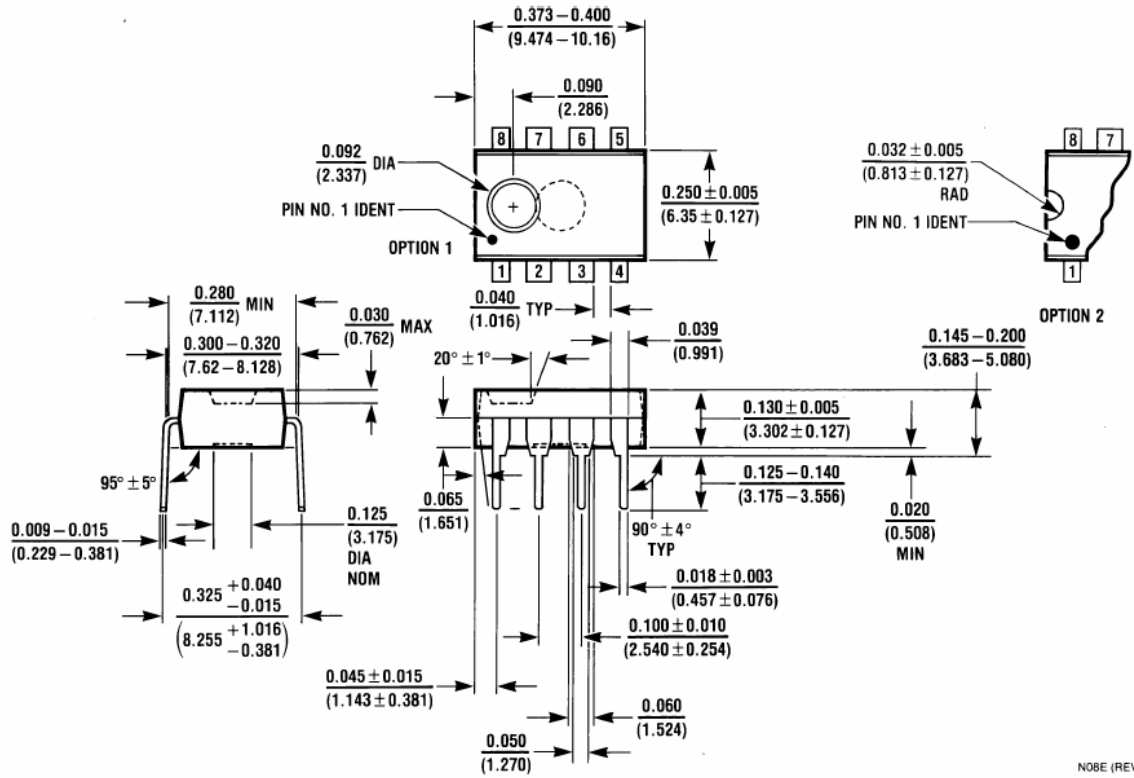 0.373 – 0.400
(9.474 – 10.16)
0.090
(2.286)
8 7 6 5
0.092 DIA
(2.337)
PIN NO. 1 IDENT
OPTION 1
0.250 ± 0.005
(6.35 ± 0.127)
1 2 3 4
8 7
0.032 ± 0.005
(0.813 ± 0.127)
RAD
PIN NO. 1 IDENT
1
OPTION 2
0.280 MIN
(7.112)
0.300 – 0.320
(7.62 – 8.128)
0.030 MAX
(0.762)
0.040 TYP
(1.016)
20° ± 1°
0.039
(0.991)
0.145 – 0.200
(3.683 – 5.080)
0.130 ± 0.005
(3.302 ± 0.127)
0.125 – 0.140
(3.175 – 3.556)
0.020
(0.508)
MIN
95° ± 5°
0.009 – 0.015
(0.229 – 0.381)
0.125
(3.175)
DIA
NOM
0.065
(1.651)
90° ± 4°
TYP
0.325 +0.040
–0.015
(8.255 +1.016
–0.381)
0.018 ± 0.003
(0.457 ± 0.076)
0.100 ± 0.010
(2.540 ± 0.254)
0.045 ± 0.015
(1.143 ± 0.381)
0.060
(1.524)
0.050
(1.270)
N08E (REV